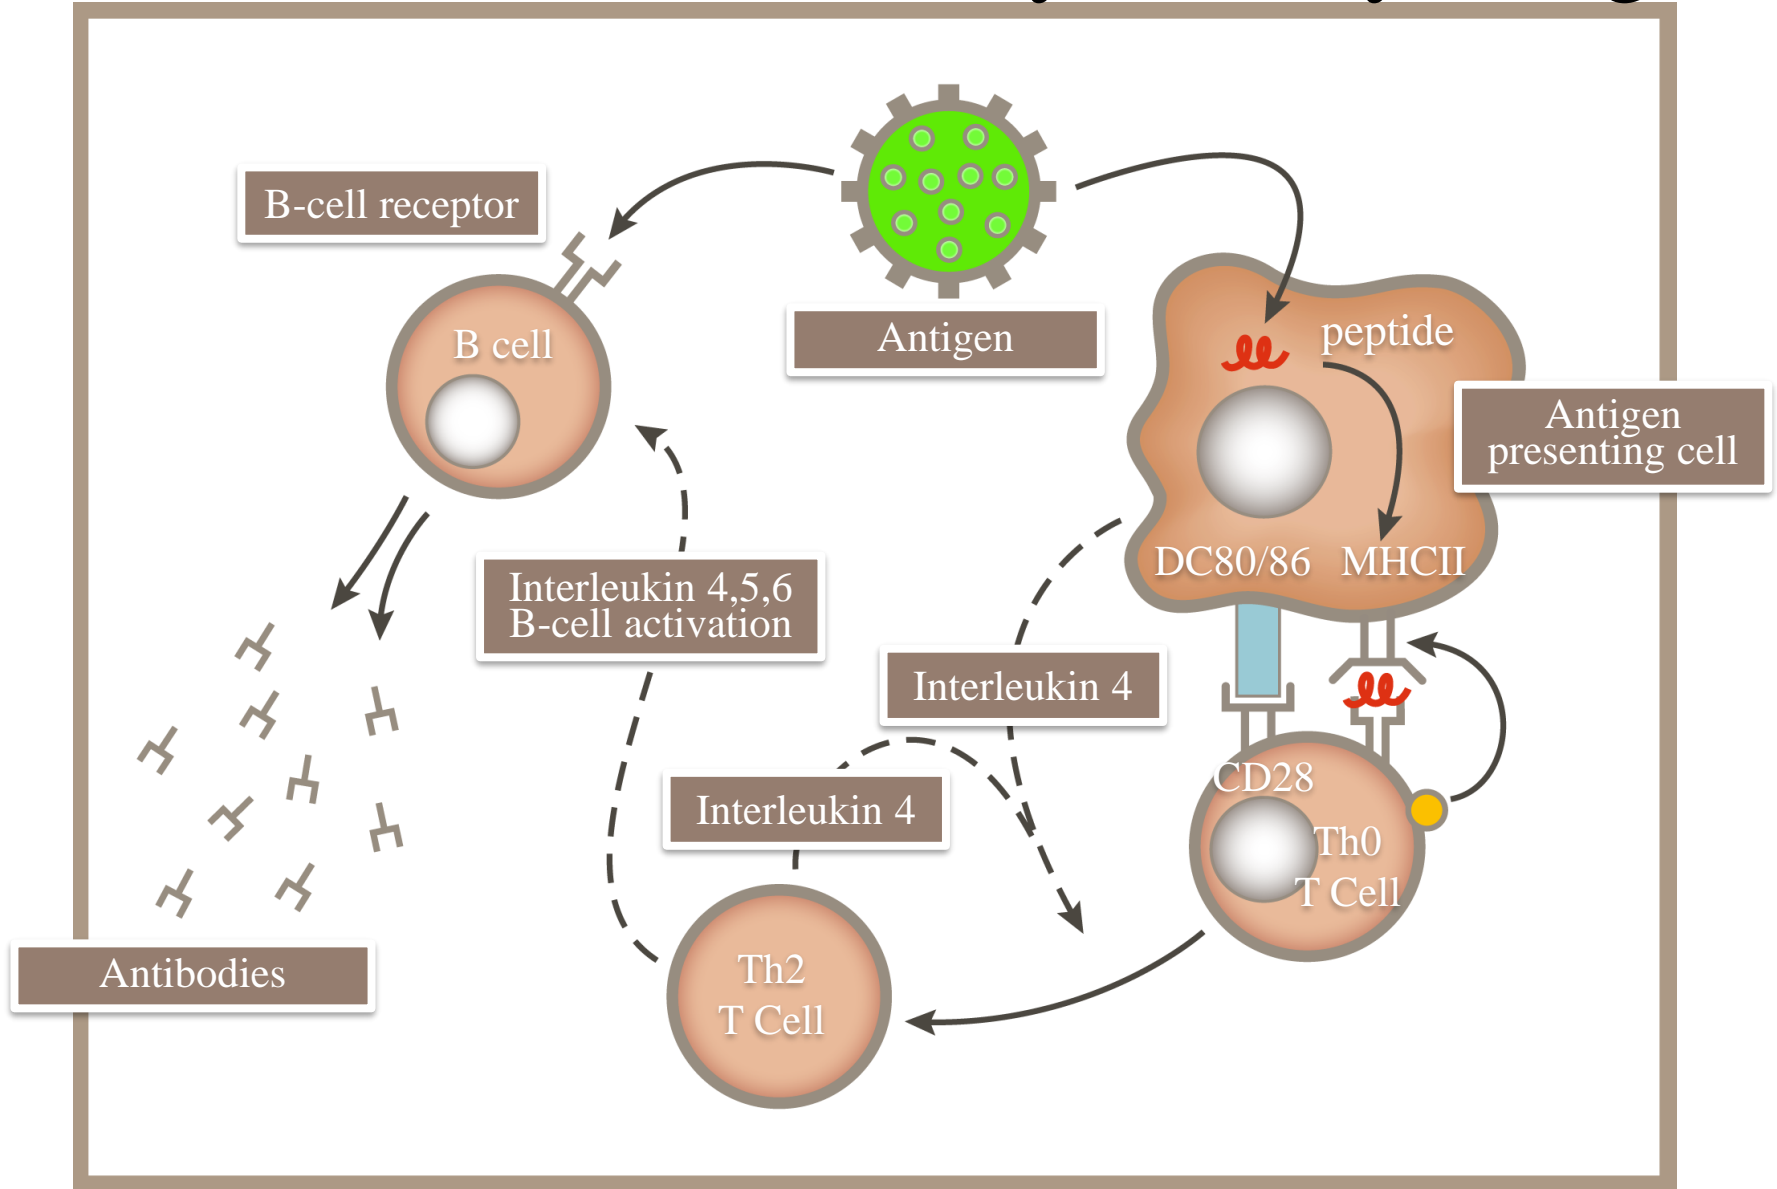 B-cell receptor
Antigen
B cell
peptide
Antigen
presenting cell
DC80/86
MHCII
Interleukin 4,5,6
B-cell activation
Interleukin 4
Interleukin 4
CD28
Th0
T Cell
Th2
T Cell
Antibodies